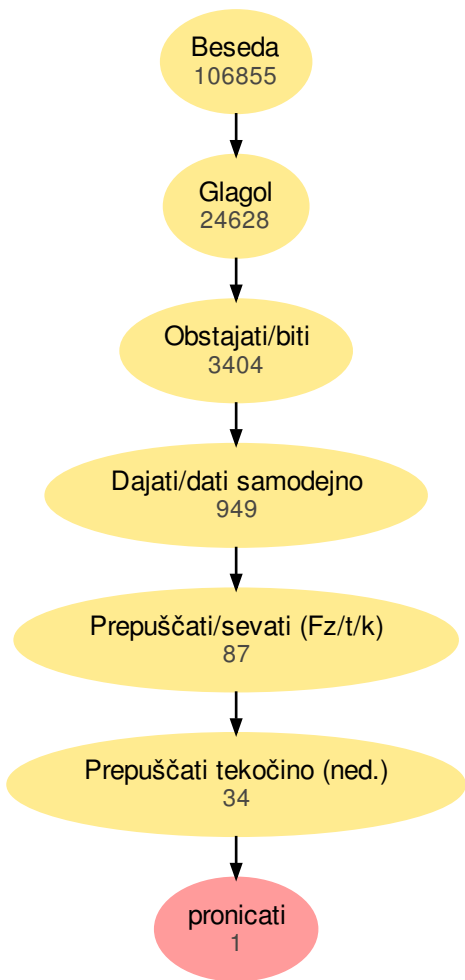 Beseda
106855
Glagol
24628
Obstajati/biti
3404
Dajati/dati samodejno
949
Prepuščati/sevati (Fz/t/k)
87
Prepuščati tekočino (ned.)
34
pronicati
1